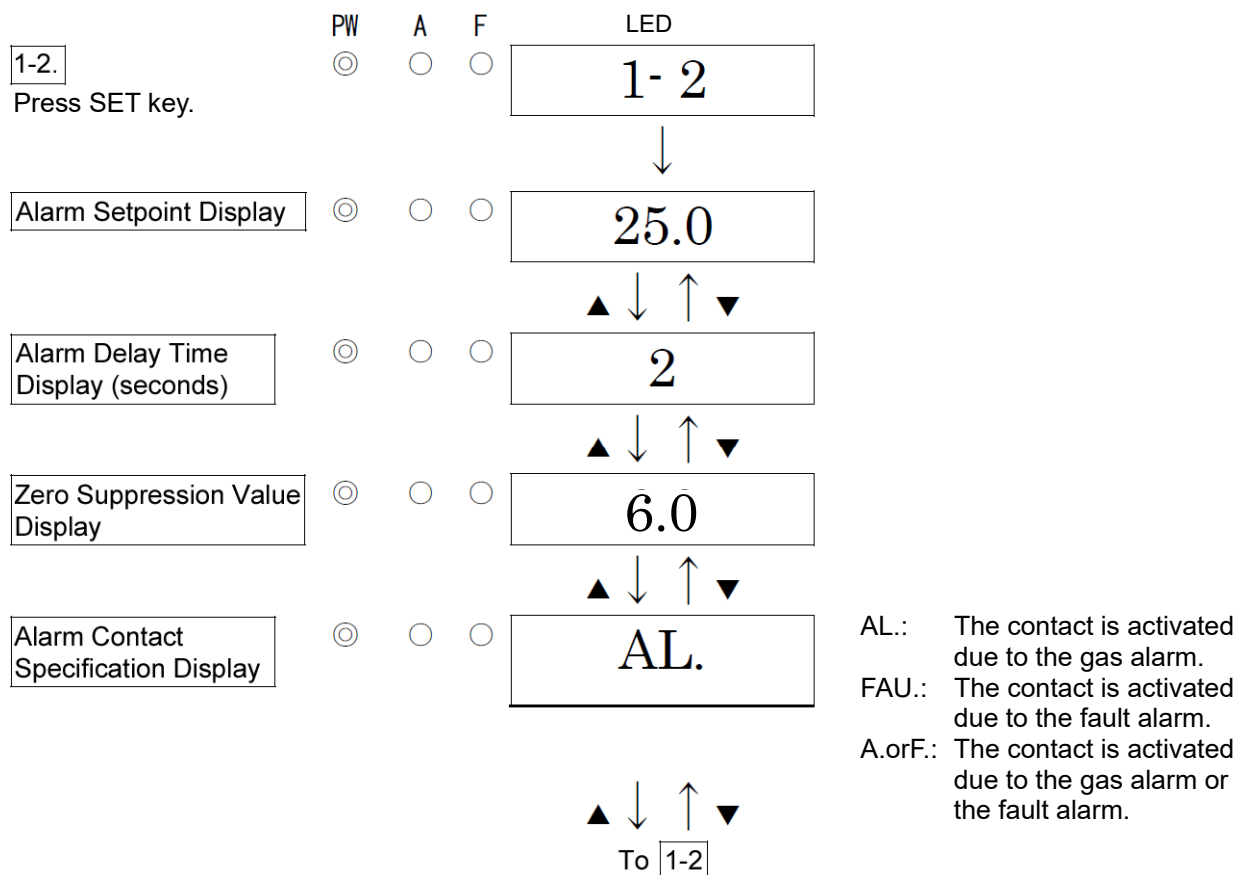 PW A F LED
1-2. ◎ ○ ○ 1- 2
Press SET key.
↓
Alarm Setpoint Display ◎ ○ ○ 25.0
▲ ↓ ↑ ▼
Alarm Delay Time
Display (seconds) ◎ ○ ○ 2
▲ ↓ ↑ ▼
Zero Suppression Value
Display ◎ ○ ○ 6.0
▲ ↓ ↑ ▼
Alarm Contact
Specification Display ◎ ○ ○ AL.
AL.: The contact is activated
due to the gas alarm.
FAU.: The contact is activated
due to the fault alarm.
A.orF.: The contact is activated
due to the gas alarm or
the fault alarm.
▲ ↓ ↑ ▼
To 1-2